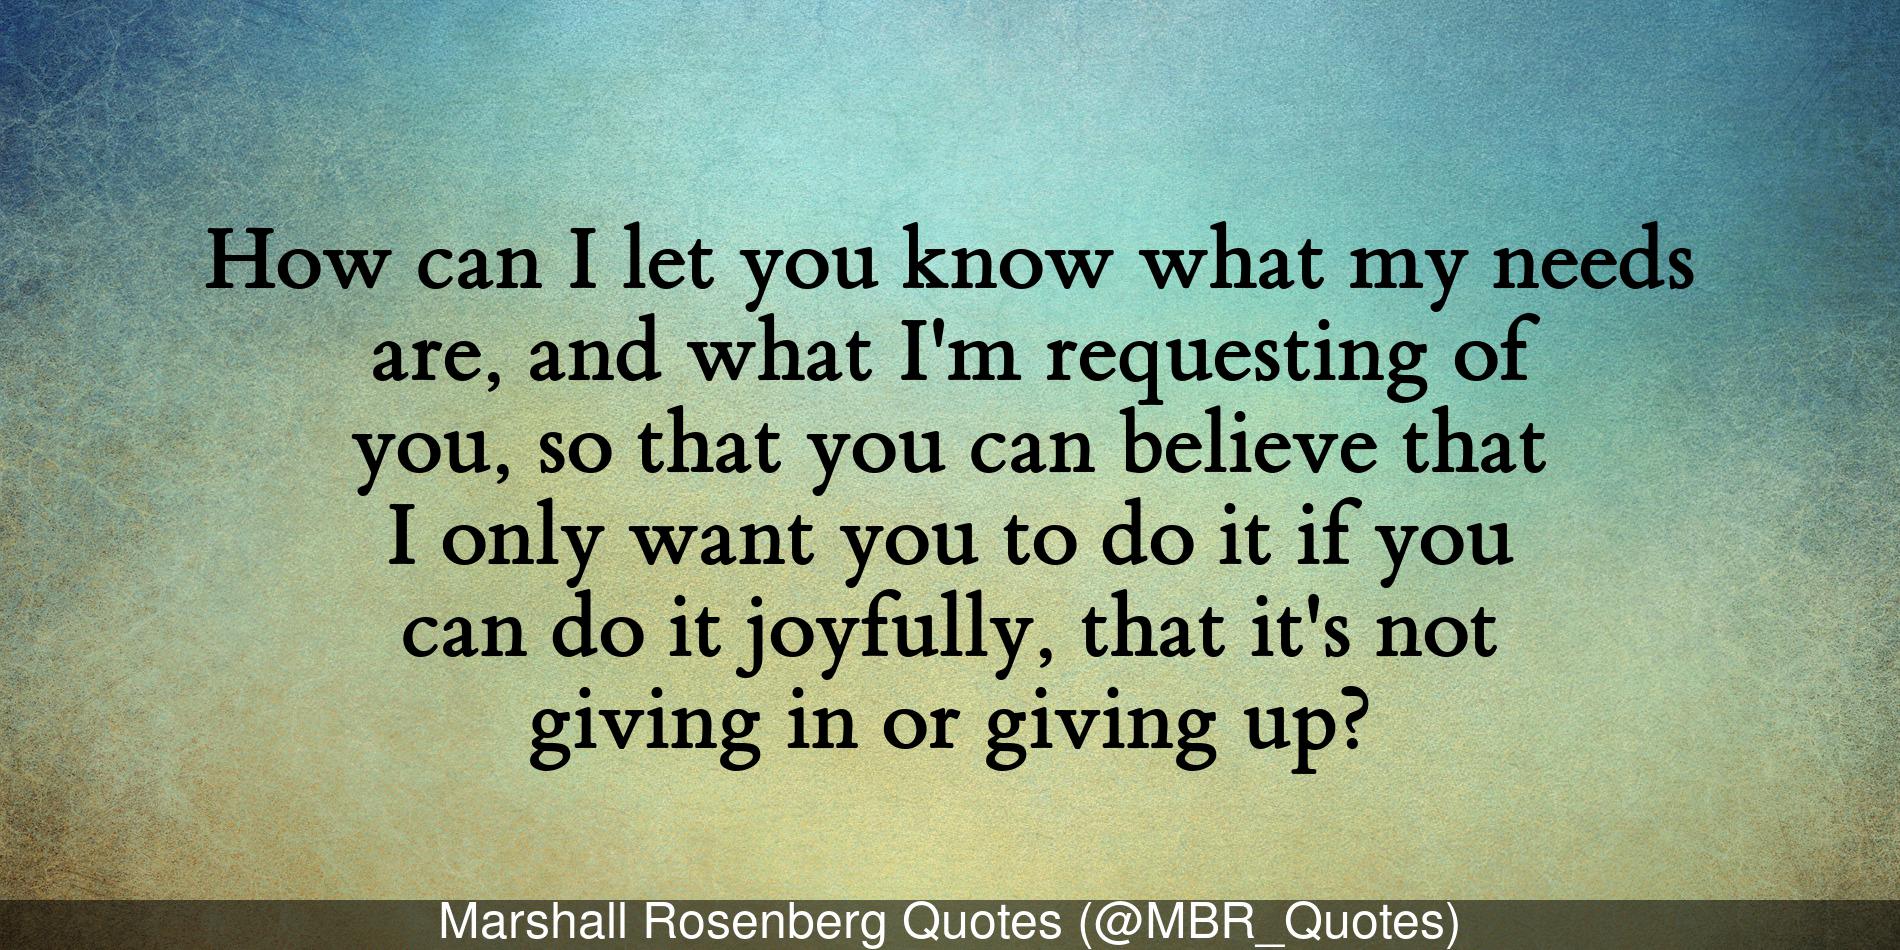 How can I let you know what my needs
are, and what I'm requesting of
you, so that you can believe that
I only want you to do it if you
can do it joyfully, that it's not
giving in or giving up?
Marshall Rosenberg Quotes (@MBR_Quotes)